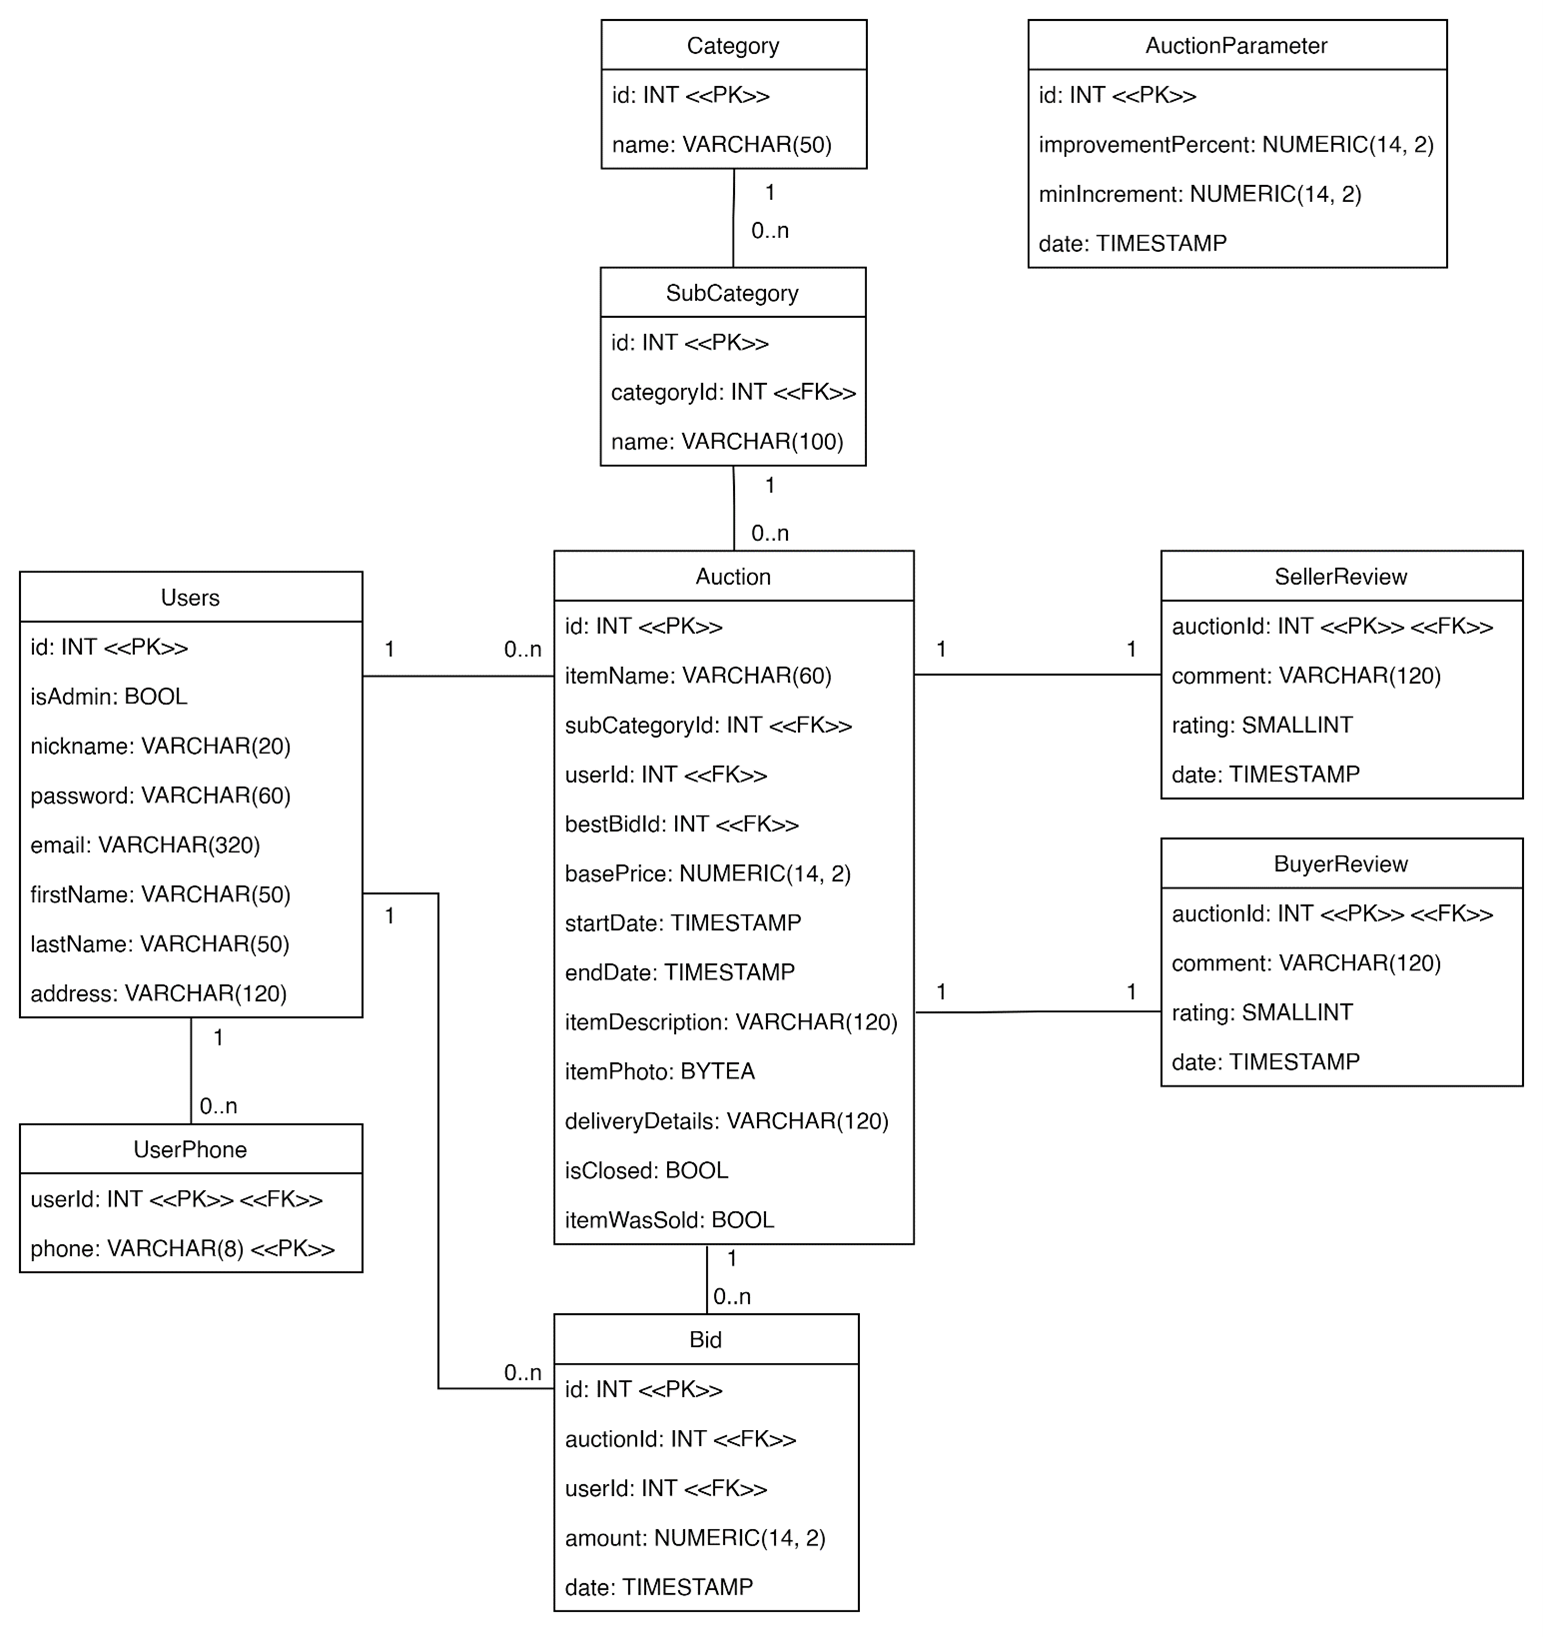 Category
id: INT <<PK>>
name: VARCHAR(50)
AuctionParameter
id: INT <<PK>>
improvementPercent: NUMERIC(14, 2)
minIncrement: NUMERIC(14, 2)
date: TIMESTAMP
1
0..n
SubCategory
id: INT <<PK>>
categoryId: INT <<FK>>
name: VARCHAR(100)
1
0..n
Users
id: INT <<PK>>
isAdmin: BOOL
nickname: VARCHAR(20)
password: VARCHAR(60)
email: VARCHAR(320)
firstName: VARCHAR(50)
lastName: VARCHAR(50)
address: VARCHAR(120)
1
0..n
1
Auction
id: INT <<PK>>
itemName: VARCHAR(60)
subCategoryId: INT <<FK>>
userId: INT <<FK>>
bestBidId: INT <<FK>>
basePrice: NUMERIC(14, 2)
startDate: TIMESTAMP
endDate: TIMESTAMP
itemDescription: VARCHAR(120)
itemPhoto: BYTEA
deliveryDetails: VARCHAR(120)
isClosed: BOOL
itemWasSold: BOOL
1
1
SellerReview
auctionId: INT <<PK>> <<FK>>
comment: VARCHAR(120)
rating: SMALLINT
date: TIMESTAMP
1
1
BuyerReview
auctionId: INT <<PK>> <<FK>>
comment: VARCHAR(120)
rating: SMALLINT
date: TIMESTAMP
1
0..n
UserPhone
userId: INT <<PK>> <<FK>>
phone: VARCHAR(8) <<PK>>
1
0..n
0..n
Bid
id: INT <<PK>>
auctionId: INT <<FK>>
userId: INT <<FK>>
amount: NUMERIC(14, 2)
date: TIMESTAMP